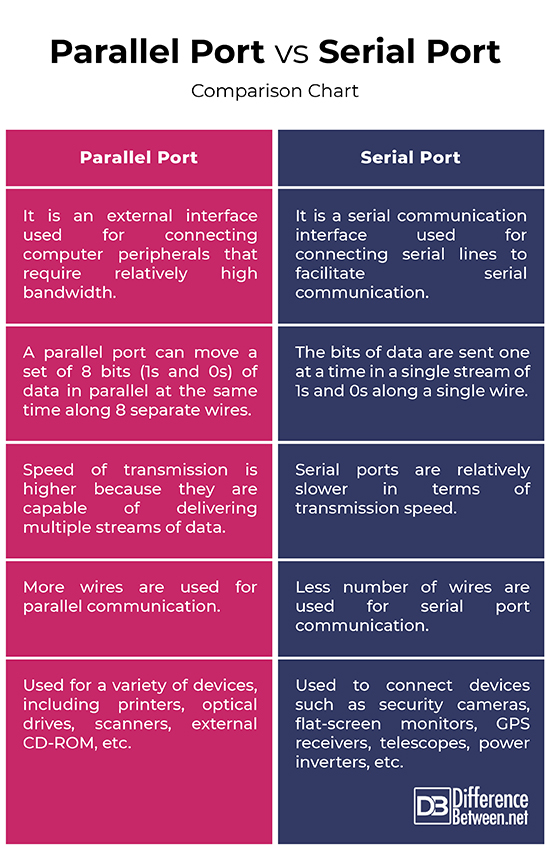 Parallel Port vs Serial Port
Comparison Chart
Parallel Port
Serial Port
It is an external interface
used for connecting
computer peripherals that
require relatively high
bandwidth.
It is a serial communication
interface used for
connecting serial lines to
facilitate serial
communication.
A parallel port can move a
set of 8 bits (1s and 0s) of
data in parallel at the same
time along 8 separate wires.
The bits of data are sent one
at a time in a single stream of
1s and 0s along a single wire.
Speed of transmission is
higher because they are
capable of delivering
multiple streams of data.
Serial ports are relatively
slower in terms of
transmission speed.
More wires are used for
parallel communication.
Less number of wires are
used for serial port
communication.
Used for a variety of devices,
including printers, optical
drives, scanners, external
CD-ROM, etc.
Used to connect devices
such as security cameras,
flat-screen monitors, GPS
receivers, telescopes, power
inverters, etc.
DB Difference
Between.net